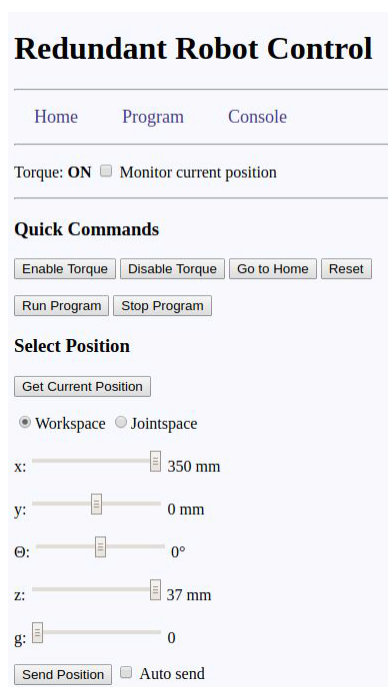 Redundant Robot Control
Home Program Console
Torque: ON Monitor current position
Quick Commands
Enable Torque Disable Torque Go to Home Reset
Run Program Stop Program
Select Position
Get Current Position
Workspace Jointspace
x: 350 mm
y: 0 mm
Θ: 0°
z: 37 mm
g: 0
Send Position Auto send